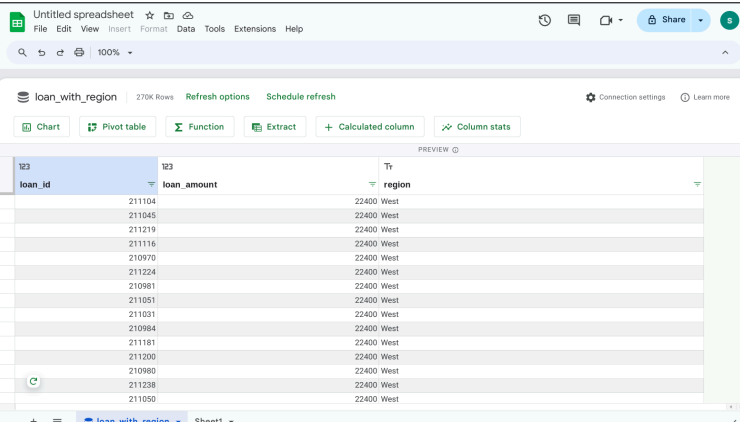 Untitled spreadsheet
File Edit View Insert Format Data Tools Extensions Help
Share
S
100%
loan_with_region 270K Rows Refresh options Schedule refresh Connection settings Learn more
Chart Pivot table Function Extract Calculated column Column stats
PREVIEW
123 123 Tт
loan_id loan_amount region
211104 22400 West
211045 22400 West
211219 22400 West
211116 22400 West
210970 22400 West
211224 22400 West
210981 22400 West
211051 22400 West
211031 22400 West
210984 22400 West
211181 22400 West
211200 22400 West
210980 22400 West
211238 22400 West
211050 22400 West
loan_with_region Sheet1